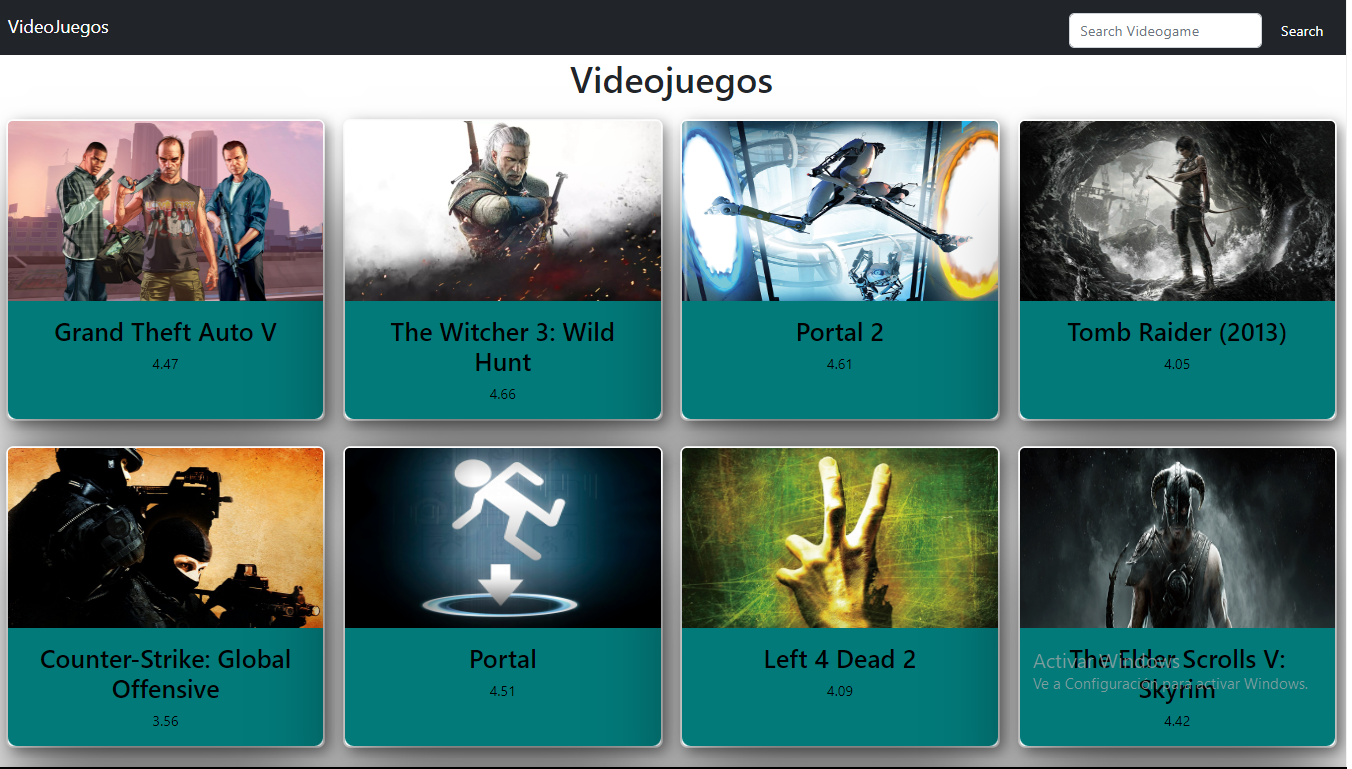 VideoJuegos
Search Videogame
Search
Videojuegos
Grand Theft Auto V
4.47
The Witcher 3: Wild
Hunt
4.66
Portal 2
4.61
Tomb Raider (2013)
4.05
Counter-Strike: Global
Offensive
3.56
Portal
4.51
Left 4 Dead 2
4.09
The Elder Scrolls V:
Skyrim
4.42
Activar Windows
Ve a Configuración para activar Windows.